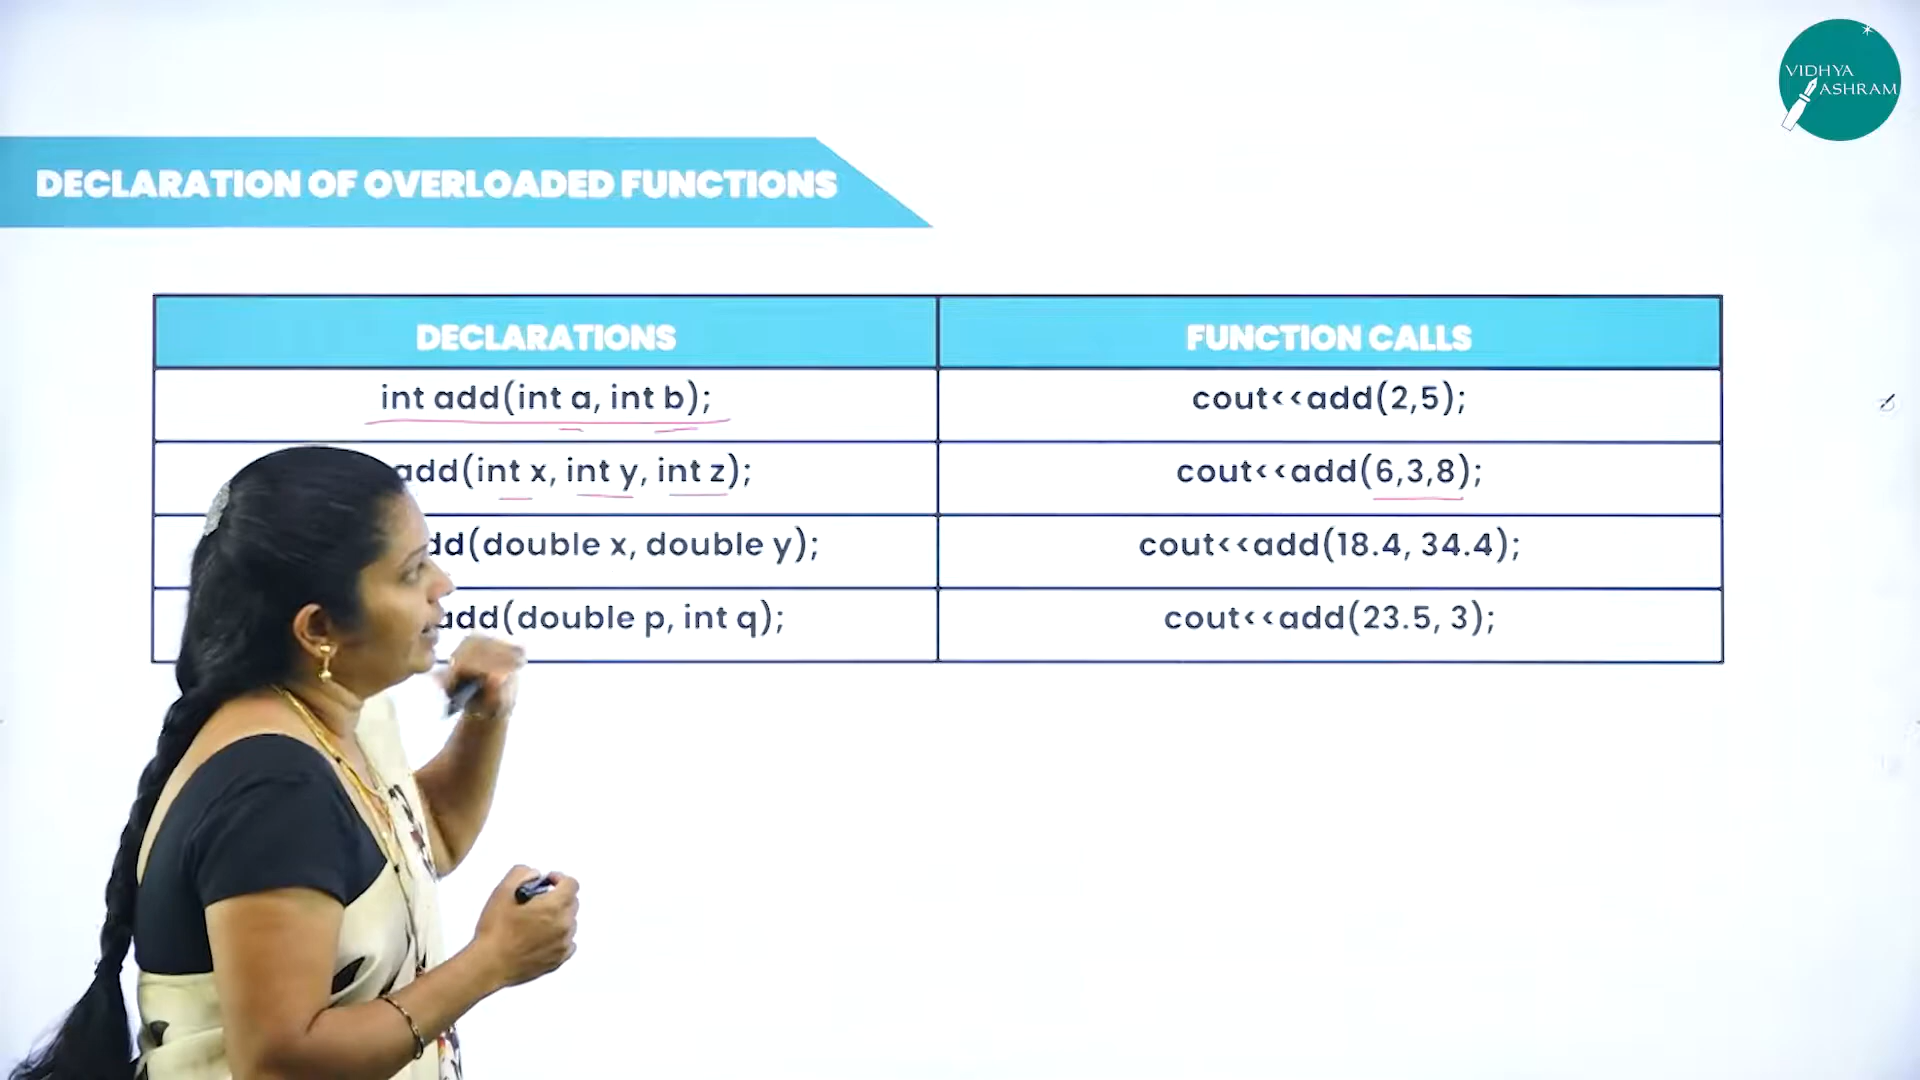 VIDHYA
ASHRAM
DECLARATION OF OVERLOADED FUNCTIONS
DECLARATIONS
FUNCTION CALLS
int add(int a, int b);
cout<<add(2,5);
add(int x, int y, int z);
cout<<add(6,3,8);
(double x, double y);
cout<<add(18.4, 34.4);
add(double p, int q);
cout<<add(23.5, 3);